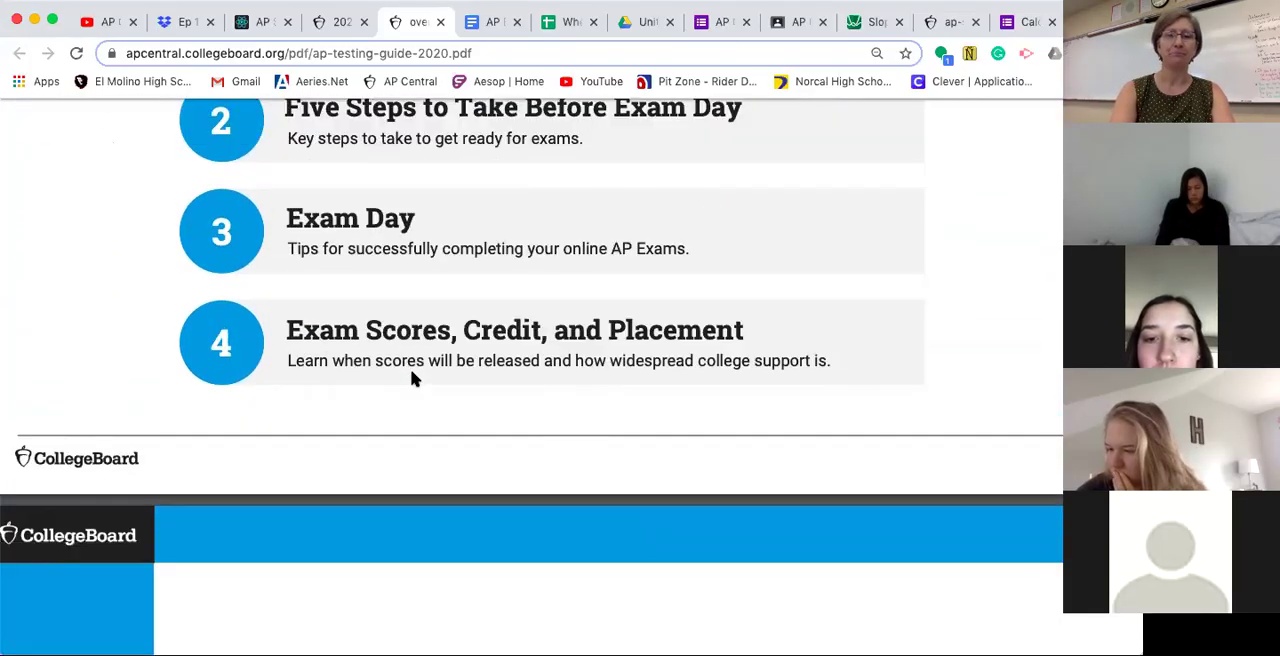 AP (
Ep 1
AP S
202
ove
AP |
Whe
Unit
AP (
AP (
Slop
ap-
Calc
apcentral.collegeboard.org/pdf/ap-testing-guide-2020.pdf
Apps
El Molino High Sc...
Gmail
Aeries.Net
AP Central
Aesop | Home
YouTube
Pit Zone - Rider D...
Norcal High Scho...
Clever | Applicatio...
2
Five Steps to Take Before Exam Day
Key steps to take to get ready for exams.
3
Exam Day
Tips for successfully completing your online AP Exams.
4
Exam Scores, Credit, and Placement
Learn when scores will be released and how widespread college support is.
CollegeBoard
CollegeBoard
H